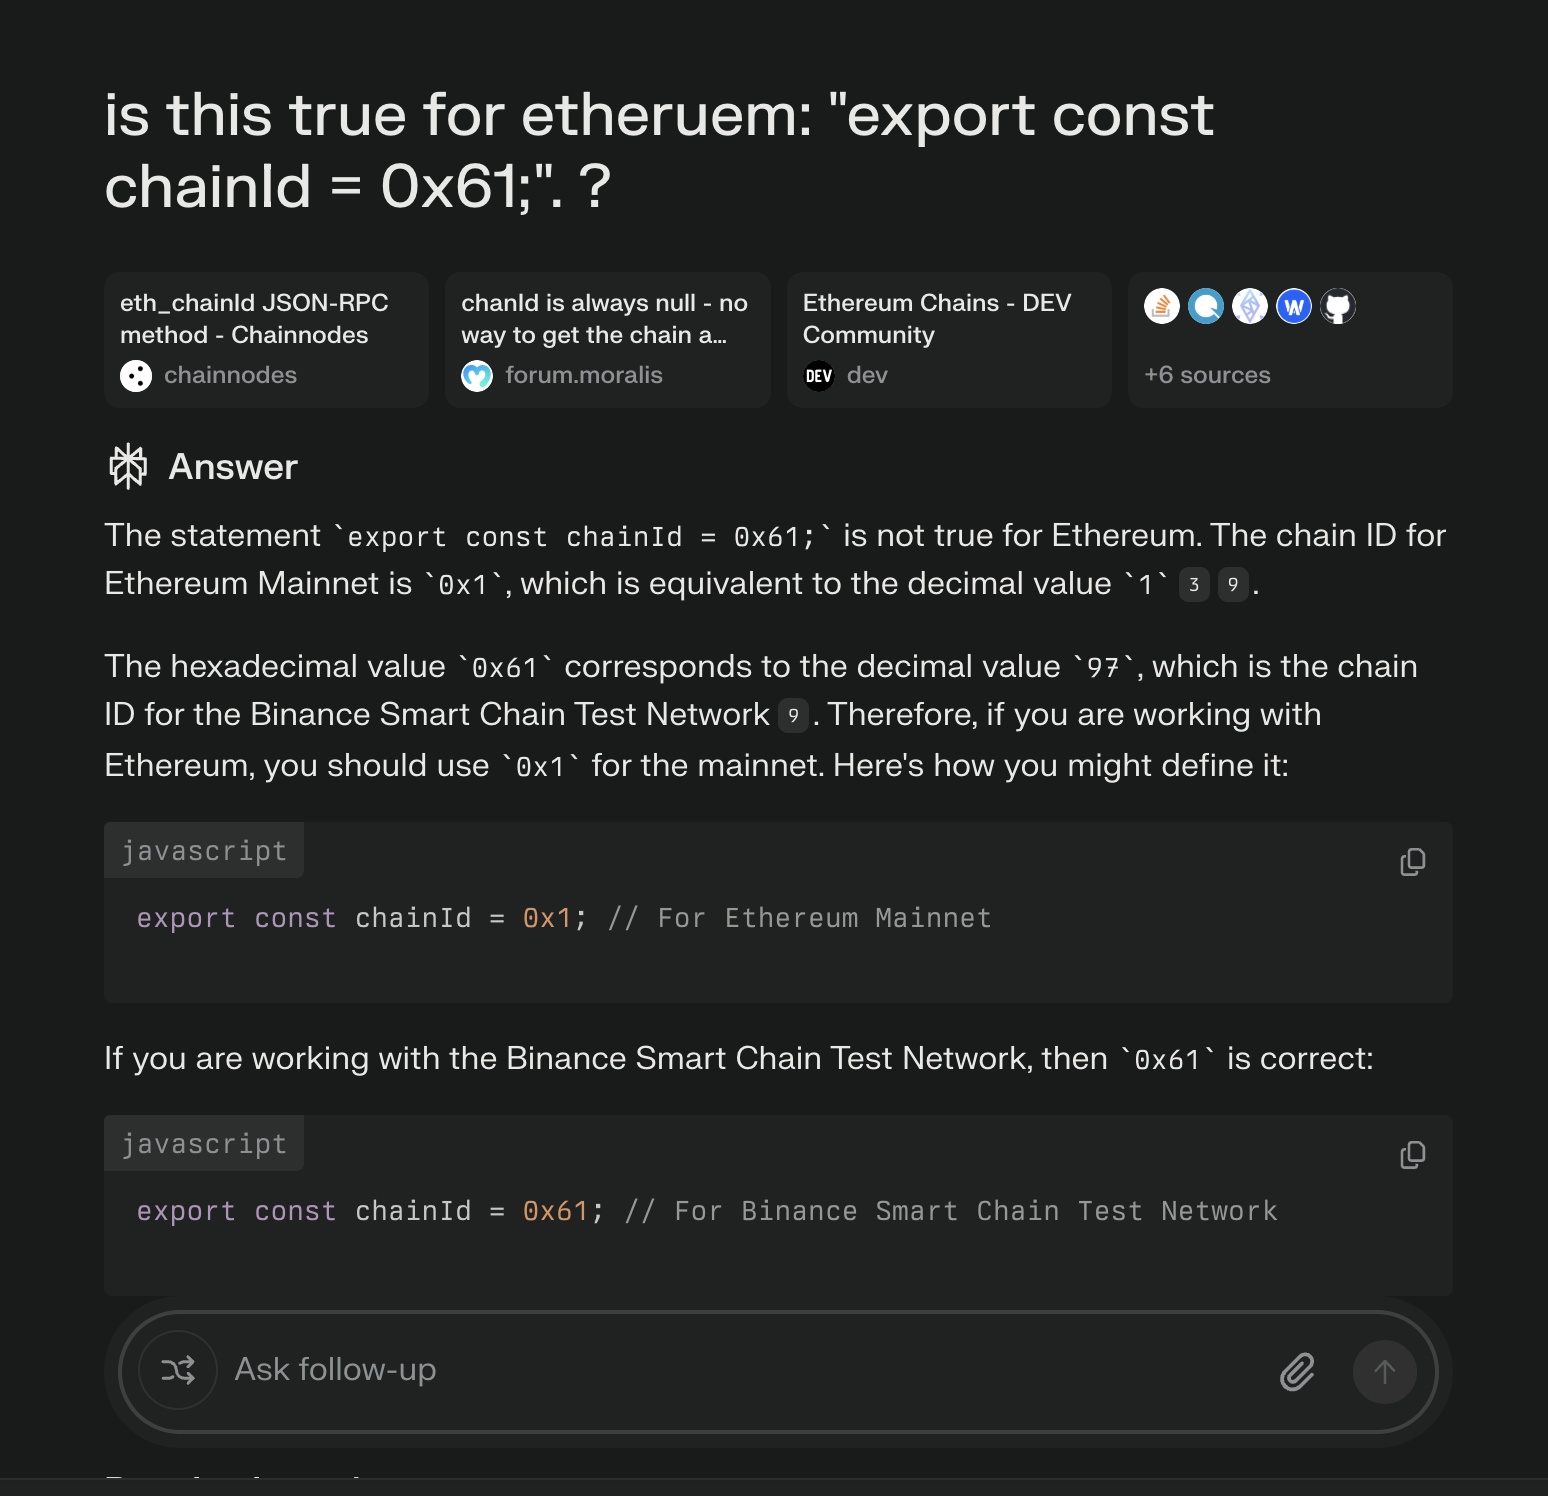 is this true for etheruem: "export const
chainId = 0x61;". ?
eth_chainId JSON-RPC
method - Chainnodes
chainnodes
chanId is always null - no
way to get the chain a...
forum.moralis
Ethereum Chains - DEV
Community
DEV dev
W
+6 sources
Answer
The statement `export const chainId = 0x61;` is not true for Ethereum. The chain ID for
Ethereum Mainnet is `0x1`, which is equivalent to the decimal value `1` 3 9 .
The hexadecimal value `0x61` corresponds to the decimal value `97`, which is the chain
ID for the Binance Smart Chain Test Network 9 . Therefore, if you are working with
Ethereum, you should use `0x1` for the mainnet. Here's how you might define it:
javascript
export const chainId = 0x1; // For Ethereum Mainnet
If you are working with the Binance Smart Chain Test Network, then `0x61` is correct:
javascript
export const chainId = 0x61; // For Binance Smart Chain Test Network
Ask follow-up